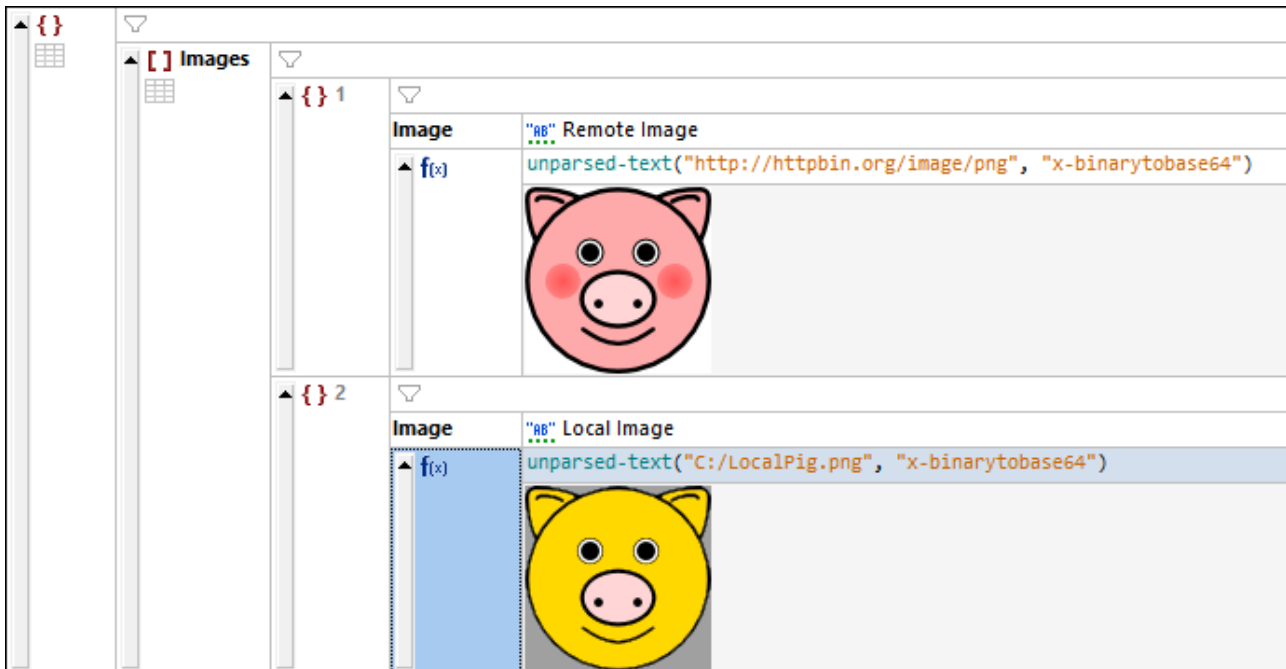 { }
[ ] Images
{ } 1
Image "AB" Remote Image
f(x) unparsed-text("http://httpbin.org/image/png", "x-binarytobase64")
{ } 2
Image "AB" Local Image
f(x) unparsed-text("C:/LocalPig.png", "x-binarytobase64")